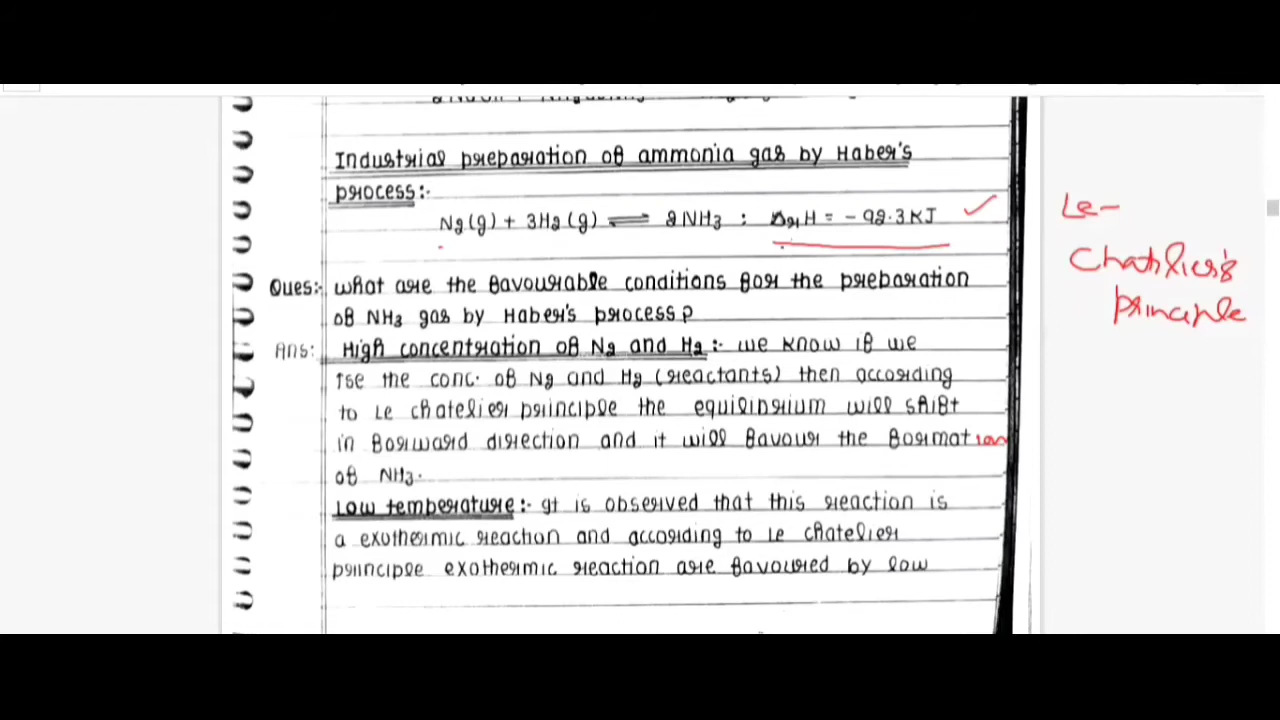 Industrial preparation of ammonia gas by Haber's
process:-
N2(g) + 3H2(g) ⇌ 2NH3 : ΔrH = -92.3KJ
Le-
Chatelier's
principle
Ques:- what are the favourable conditions for the preparation
of NH3 gas by Haber's process?
Ans: High concentration of N2 and H2:- we know if we
rse the conc. of N2 and H2 (reactants) then according
to le chatelier principle the equilibrium will shift
in forward direction and it will favour the formation
of NH3.
Low temperature:- It is observed that this reaction is
a exothermic reaction and according to le chatelier
principle exothermic reaction are favoured by low